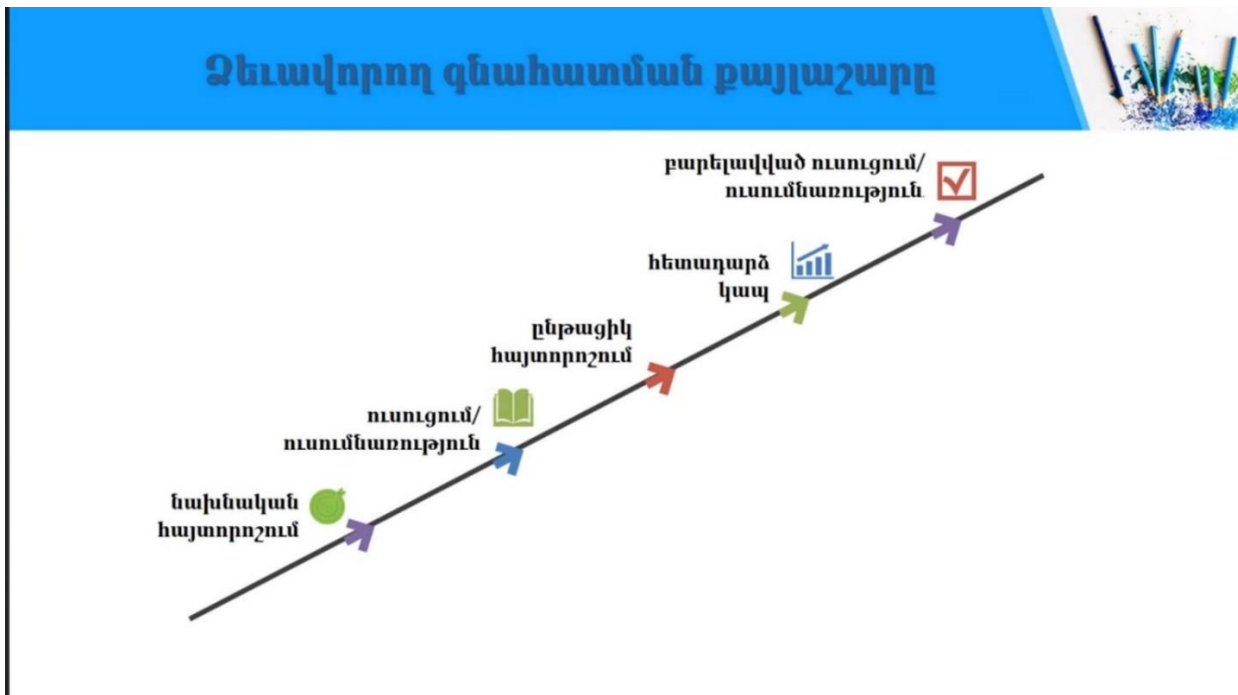 Ձեւավորող գնահատման քայլաշարը
բարելավված ուսուցում/
ուսումնառություն
հետադարձ
կապ
ընթացիկ
հայտորոշում
ուսուցում/
ուսումնառություն
նախնական
հայտորոշում